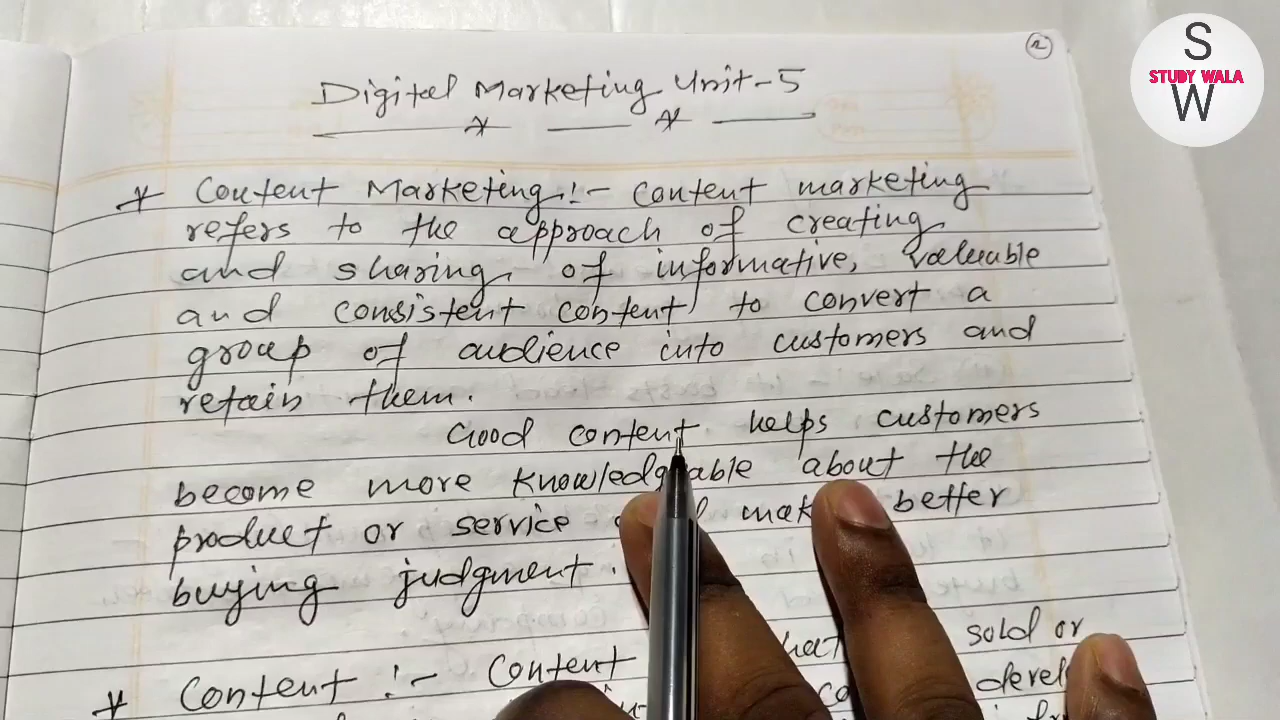 2
S
STUDY WALA
W
Digital Marketing Unit-5
* Content Marketing :- Content marketing
refers to the approach of creating
and sharing of informative, valuable
and consistent content to convert a
group of audience into customers and
retain them.
Good content helps customers
become more knowledgeable about the
product or service make better
buying judgment.
* Content :- Content sold or